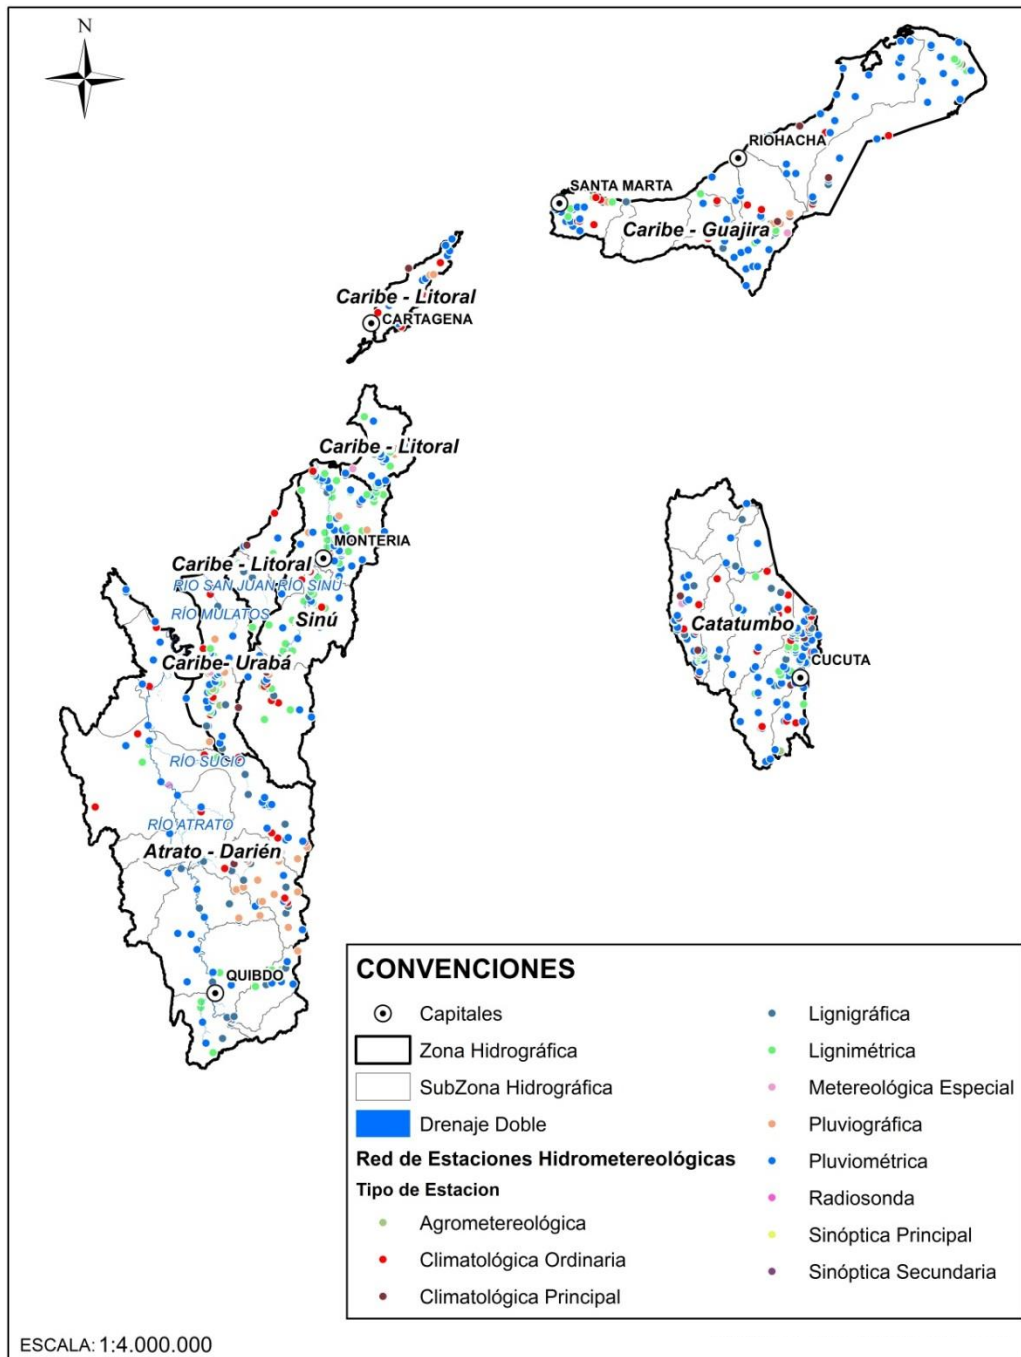 N
RIOHACHA
SANTA MARTA
Caribe - Guajira
Caribe - Litoral
CARTAGENA
Caribe - Litoral
MONTERIA
Caribe - Litoral
RIO SAN JUAN
RÍO SINÚ
RÍO MULATOS
Sinú
Catatumbo
Caribe- Urabá
CUCUTA
RÍO SUCIO
RÍO ATRATO
Atrato - Darién
QUIBDO
CONVENCIONES
Capitales
Zona Hidrográfica
SubZona Hidrográfica
Drenaje Doble
Red de Estaciones Hidrometereológicas
Tipo de Estacion
Agrometereológica
Climatológica Ordinaria
Climatológica Principal
Lignigráfica
Lignimétrica
Metereológica Especial
Pluviográfica
Pluviométrica
Radiosonda
Sinóptica Principal
Sinóptica Secundaria
ESCALA: 1:4.000.000